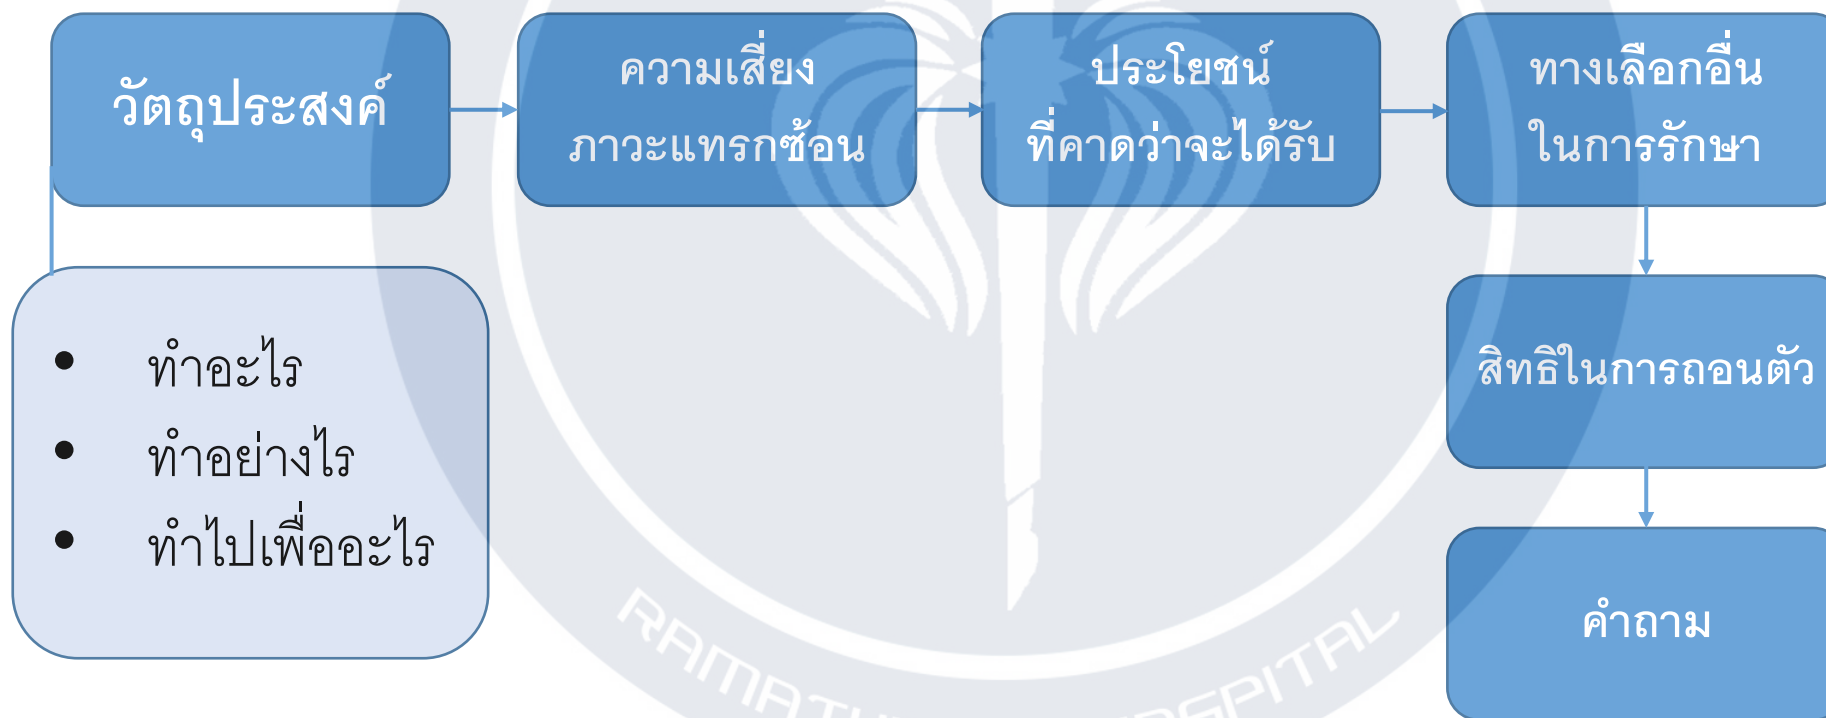 วัตถุประสงค์
ความเสี่ยง
ภาวะแทรกซ้อน
ประโยชน์
ที่คาดว่าจะได้รับ
ทางเลือกอื่น
ในการรักษา
• ทำอะไร
• ทำอย่างไร
• ทำไปเพื่ออะไร
สิทธิในการถอนตัว
คำถาม